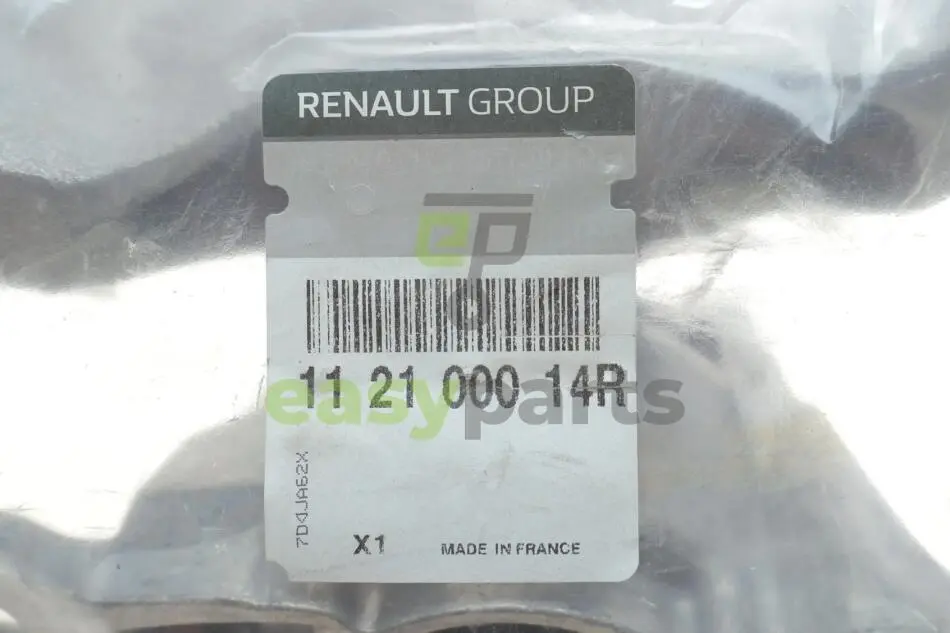 RENAULT GROUP
ep
11 21 000 14R
easyparts
7D4JA62X
X1 MADE IN FRANCE